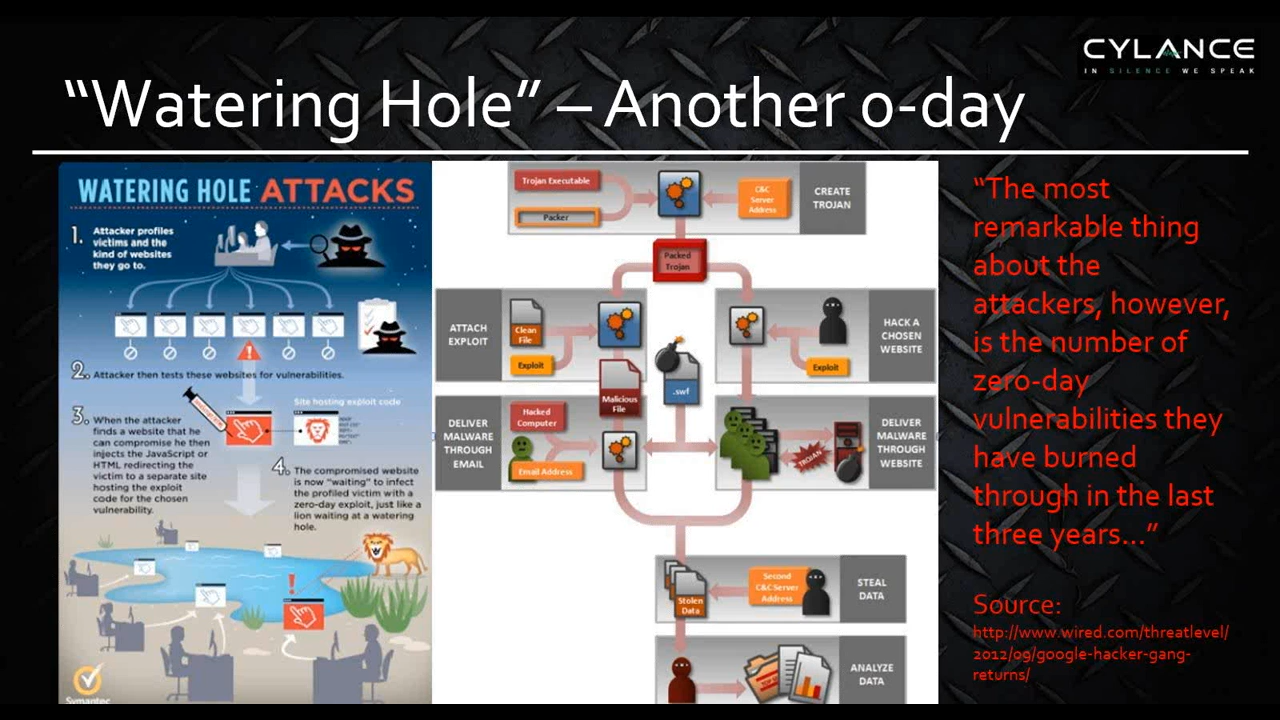 CYLANCE
IN SILENCE WE SPEAK
“Watering Hole” – Another 0-day
WATERING HOLE ATTACKS
1.
Attacker profiles
victims and the
kind of websites
they go to.
2. Attacker then tests these websites for vulnerabilities.
3.
When the attacker
finds a website that he
can compromise he then
injects the JavaScript or
HTML redirecting the
victim to a separate site
hosting the exploit
code for the chosen
vulnerability.
Site hosting exploit code
4.
The compromised website
is now "waiting" to infect
the profiled victim with a
zero-day exploit, just like a
lion waiting at a watering
hole.
Symantec
Trojan Executable
Packer
C&C
Server
Address
CREATE
TROJAN
Packed
Trojan
ATTACH
EXPLOIT
Clean
File
Exploit
Malicious
File
.swf
Exploit
HACK A
CHOSEN
WEBSITE
DELIVER
MALWARE
THROUGH
EMAIL
Hacked
Computer
Email Address
TROJAN
DELIVER
MALWARE
THROUGH
WEBSITE
Stolen
Data
Second
C&C Server
Address
STEAL
DATA
ANALYZE
DATA
“The most
remarkable thing
about the
attackers, however,
is the number of
zero-day
vulnerabilities they
have burned
through in the last
three years...”
Source:
http://www.wired.com/threatlevel/
2012/09/google-hacker-gang-
returns/